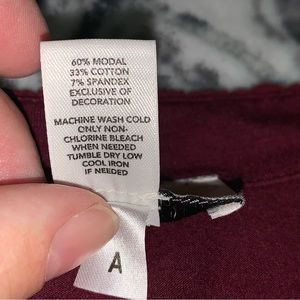 60% MODAL
33% COTTON
7% SPANDEX
EXCLUSIVE OF
DECORATION
MACHINE WASH COLD
ONLY NON-
CHLORINE BLEACH
WHEN NEEDED
TUMBLE DRY LOW
COOL IRON
IF NEEDED
A